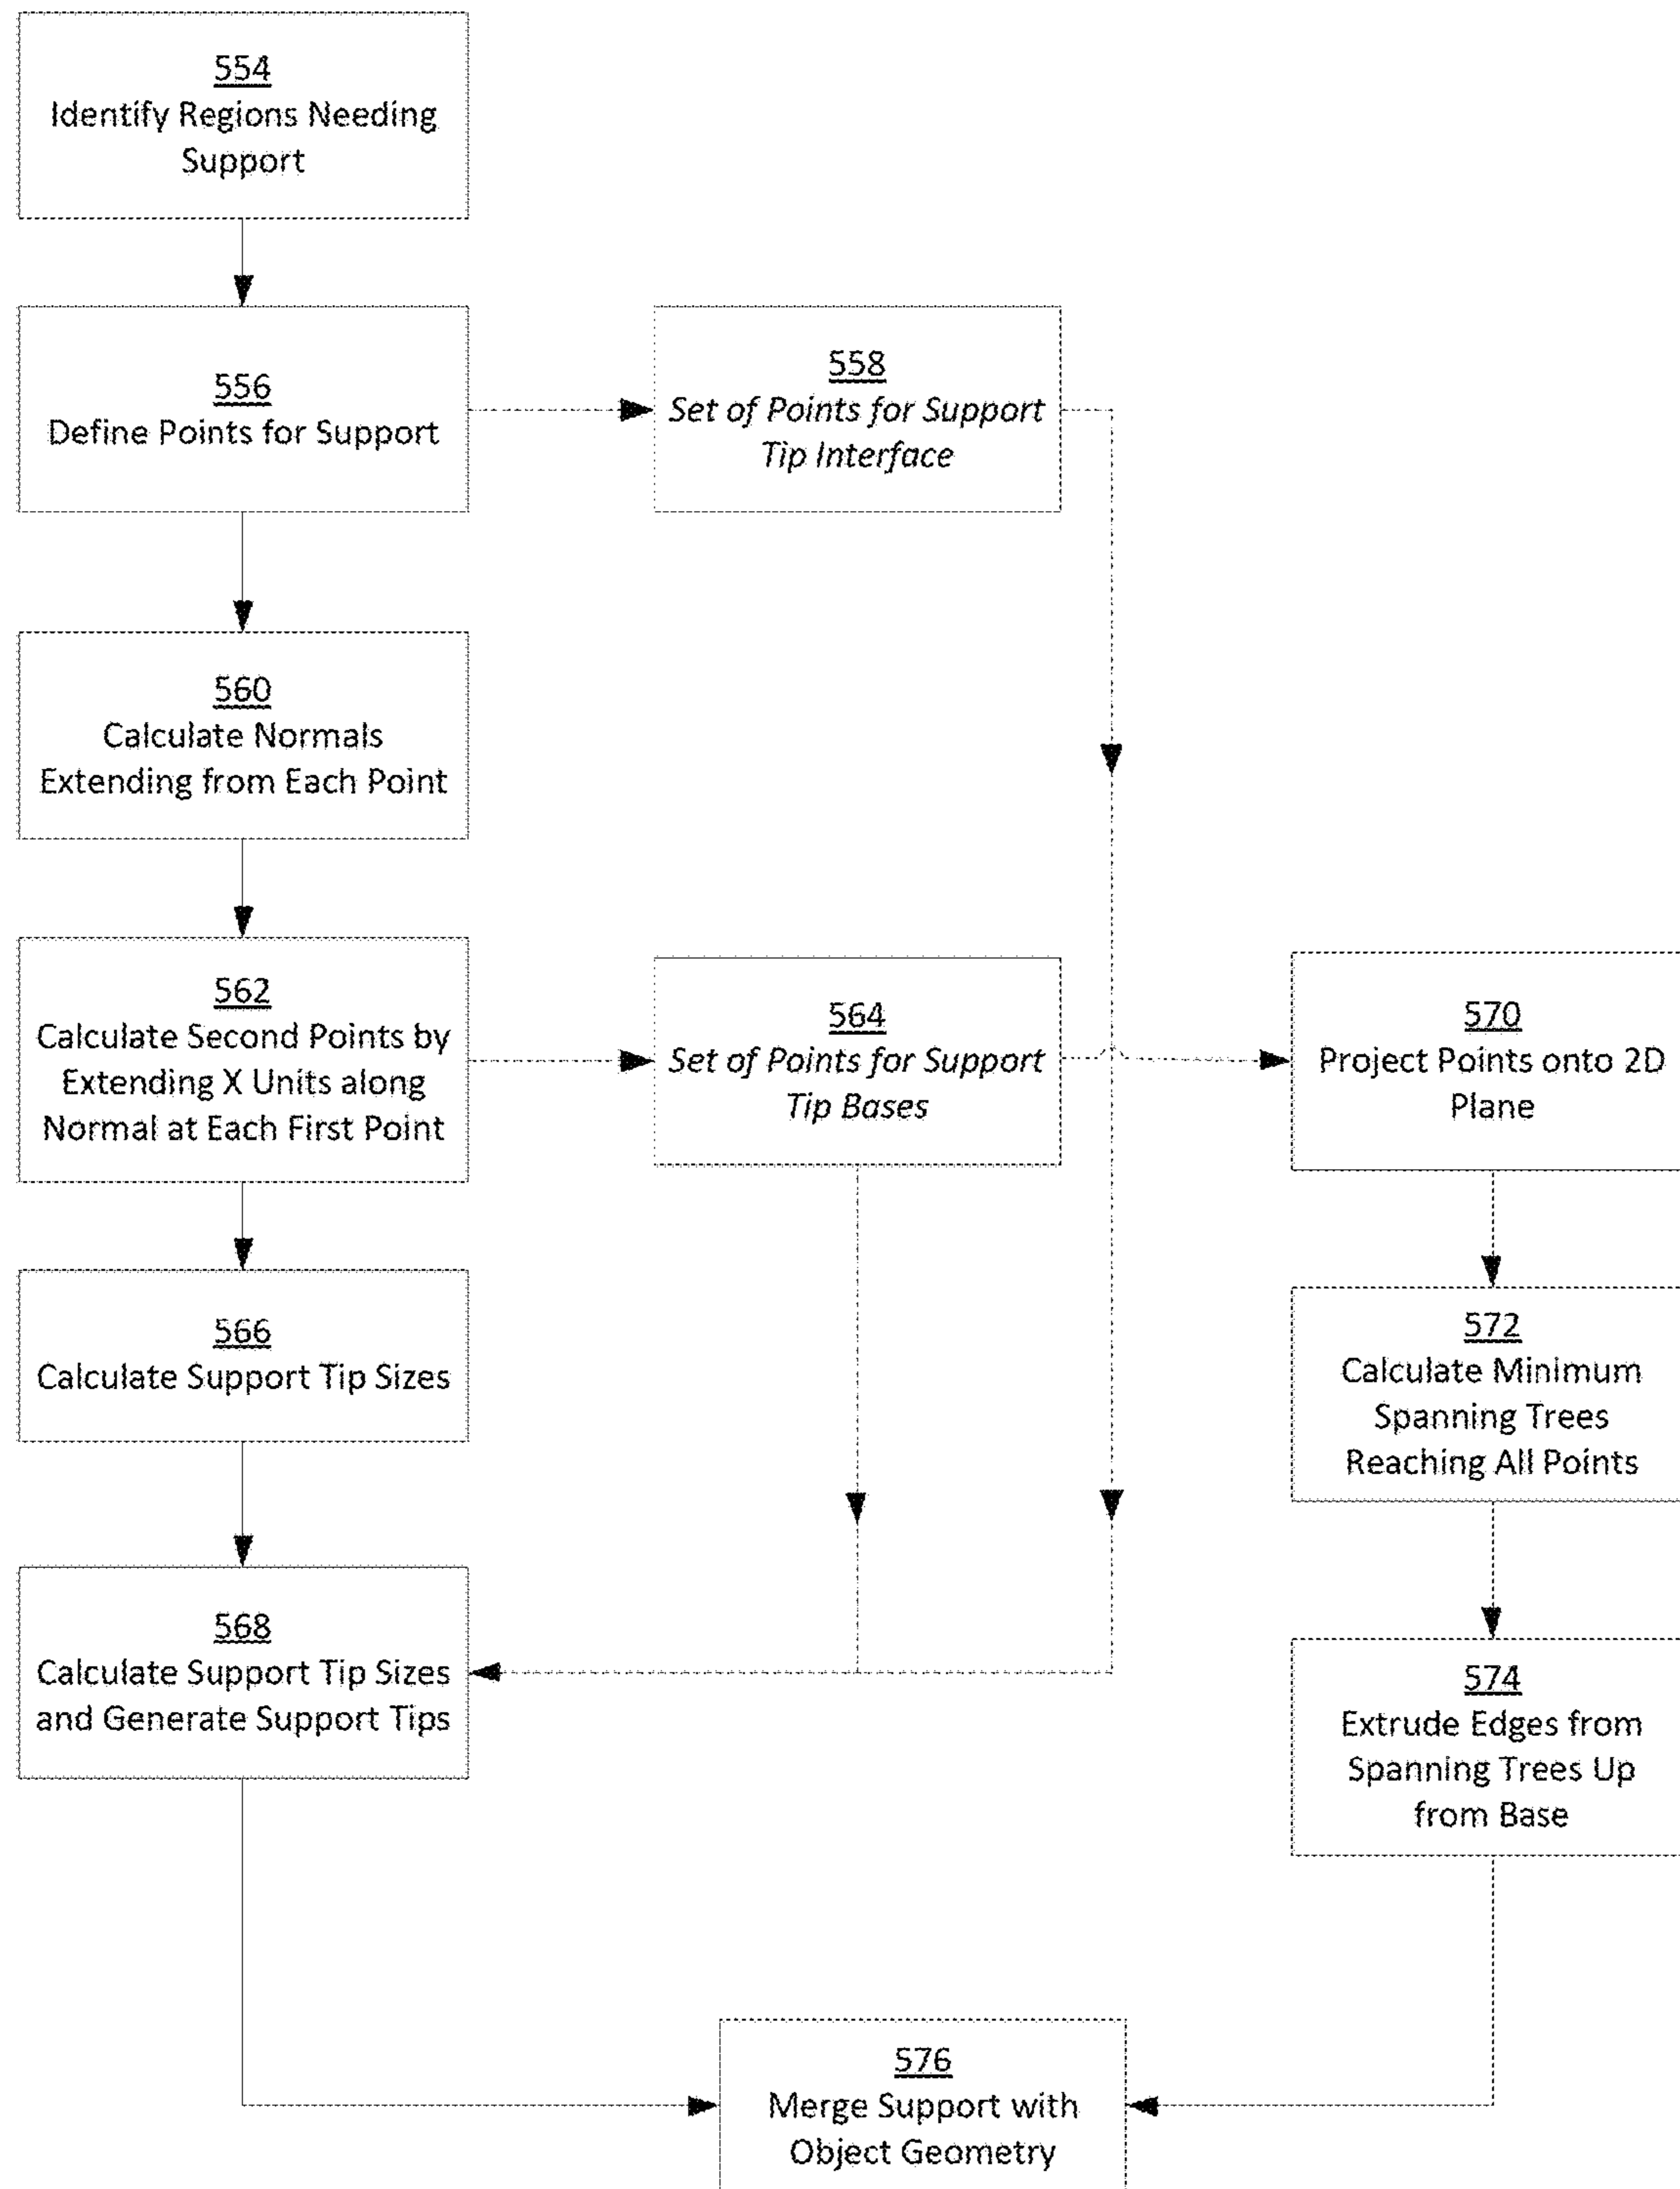 554
Identify Regions Needing
Support
556
Define Points for Support
558
Set of Points for Support
Tip Interface
560
Calculate Normals
Extending from Each Point
562
Calculate Second Points by
Extending X Units along
Normal at Each First Point
564
Set of Points for Support
Tip Bases
570
Project Points onto 2D
Plane
566
Calculate Support Tip Sizes
572
Calculate Minimum
Spanning Trees
Reaching All Points
568
Calculate Support Tip Sizes
and Generate Support Tips
574
Extrude Edges from
Spanning Trees Up
from Base
576
Merge Support with
Object Geometry